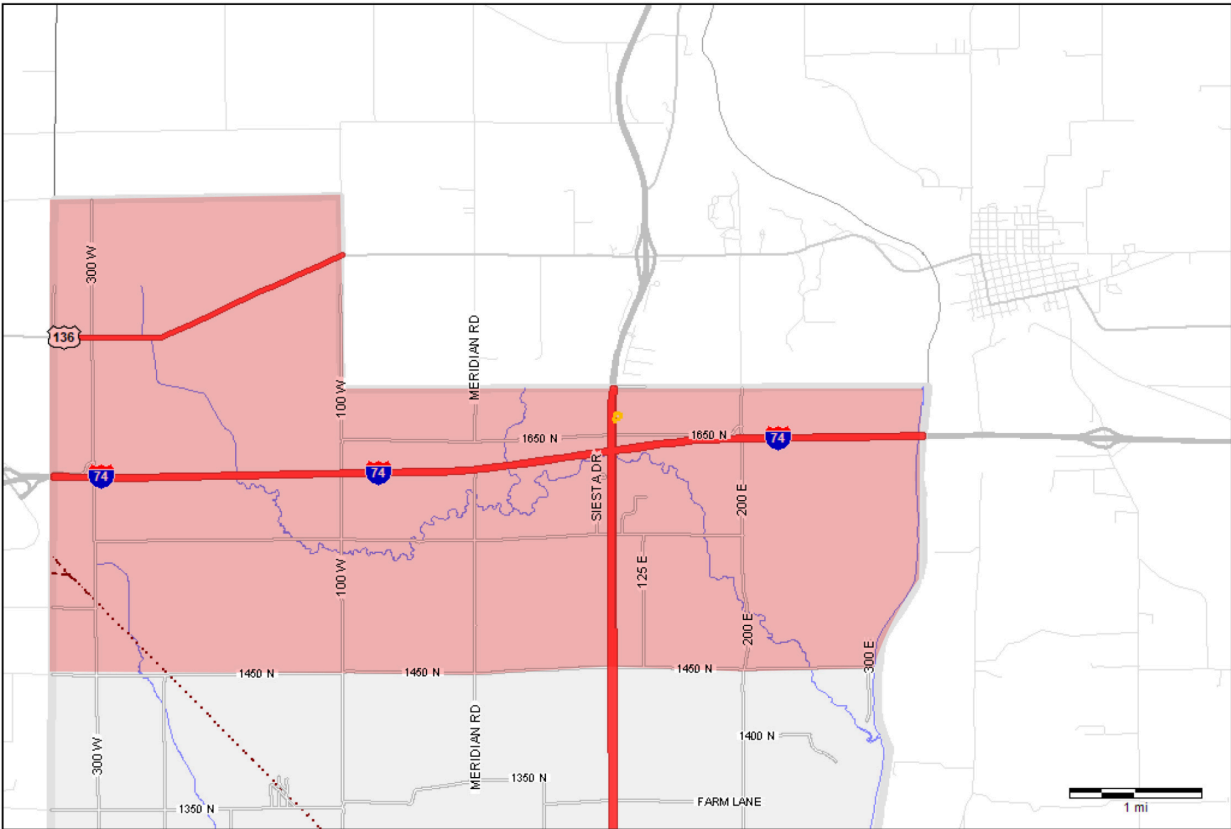 300 W
136
MERIDIAN RD
100 W
1650 N
1650 N
74
74
74
SIESTA DR
200 E
100 W
125 E
200 E
300 E
1450 N
1450 N
1450 N
300 W
MERIDIAN RD
1400 N
1350 N
1350 N
FARM LANE
1 mi